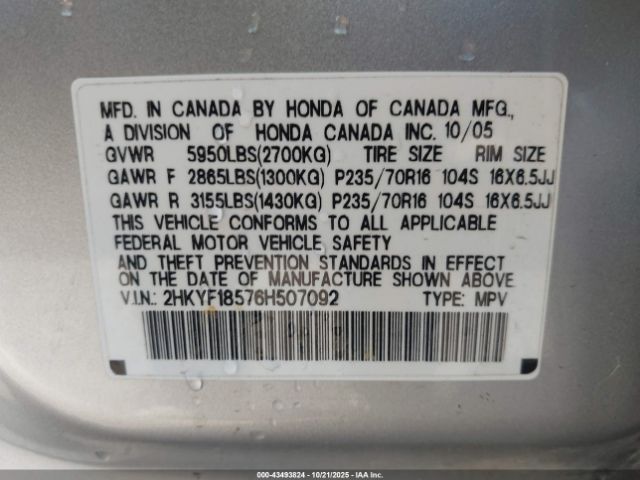 MFD. IN CANADA BY HONDA OF CANADA MFG.,
A DIVISION OF HONDA CANADA INC. 10/05
GVWR 5950LBS(2700KG) TIRE SIZE RIM SIZE
GAWR F 2865LBS(1300KG) P235/70R16 104S 16X6.5JJ
GAWR R 3155LBS(1430KG) P235/70R16 104S 16X6.5JJ
THIS VEHICLE CONFORMS TO ALL APPLICABLE
FEDERAL MOTOR VEHICLE SAFETY
AND THEFT PREVENTION STANDARDS IN EFFECT
ON THE DATE OF MANUFACTURE SHOWN ABOVE.
V.I.N.: 2HKYF18576H507092 TYPE: MPV
000-43493824 - 10/21/2025 - IAAI.COM